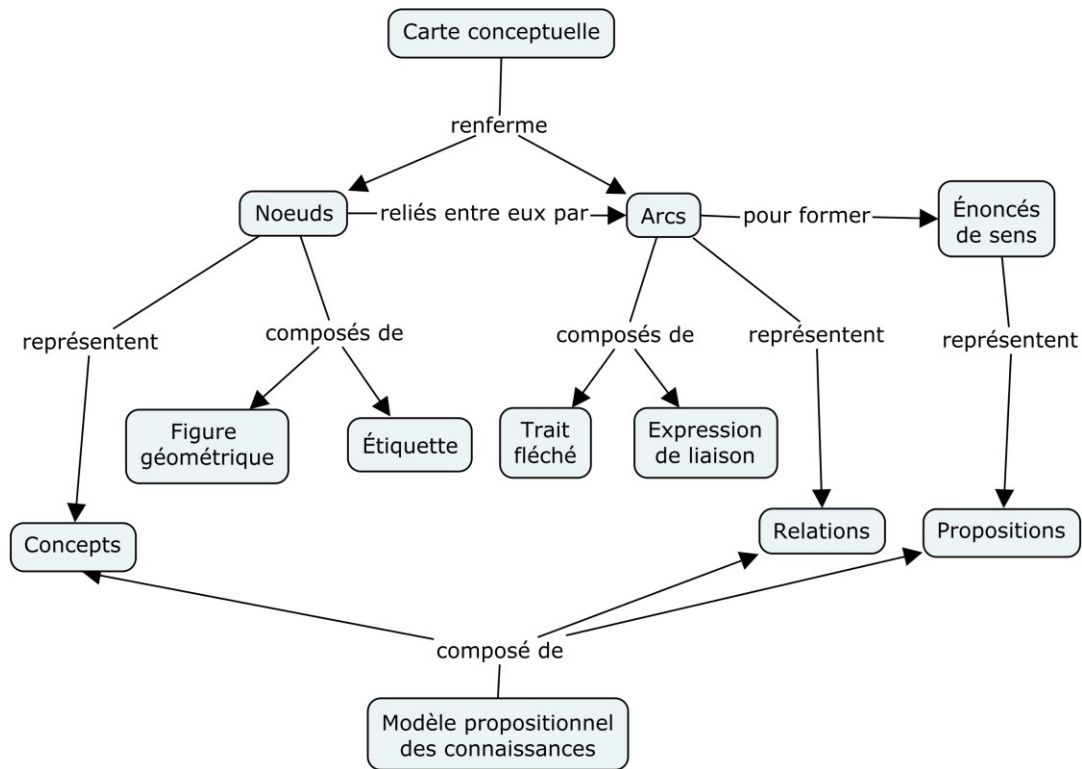 Carte conceptuelle
renferme
Noeuds
reliés entre eux par
Arcs
pour former
Énoncés
de sens
représentent
composés de
composés de
représentent
représentent
Figure
géométrique
Étiquette
Trait
fléché
Expression
de liaison
Concepts
Relations
Propositions
composé de
Modèle propositionnel
des connaissances